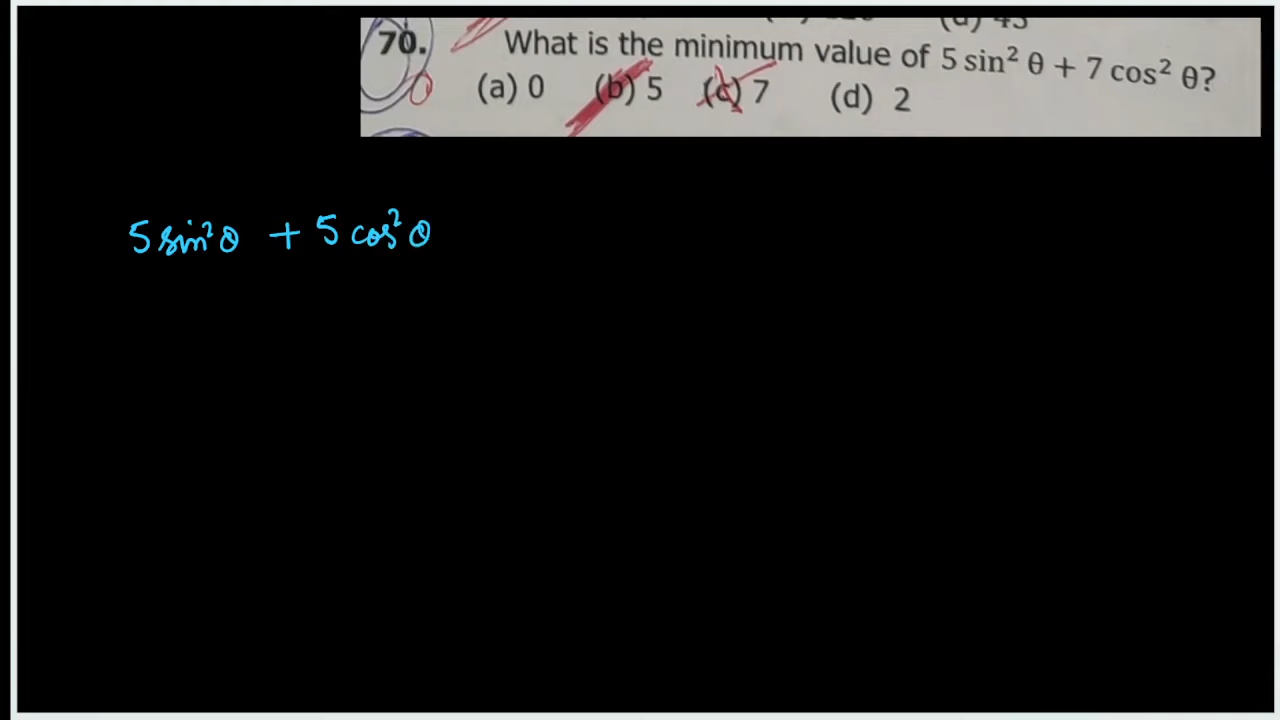 70. What is the minimum value of 5 sin² θ + 7 cos² θ?
(a) 0 (b) 5 (c) 7 (d) 2
5 sin²θ + 5 cos²θ